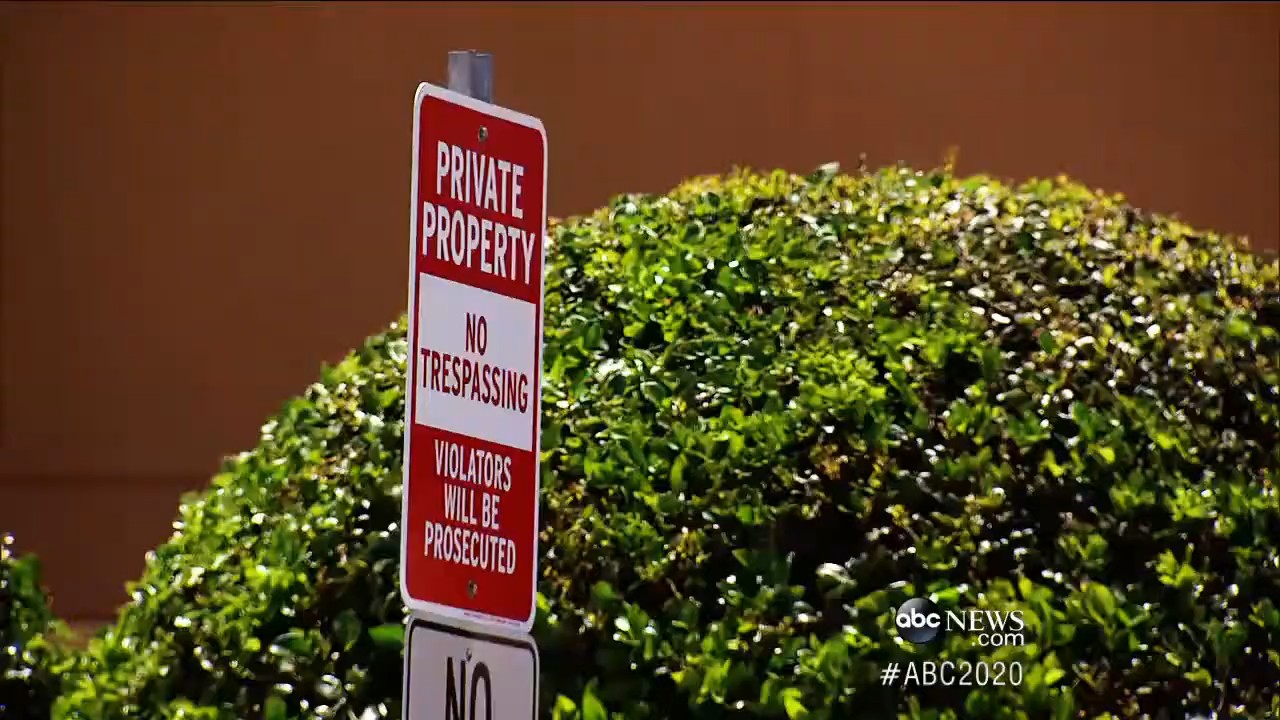 PRIVATE
PROPERTY
NO
TRESPASSING
VIOLATORS
WILL BE
PROSECUTED
NO
abc NEWS
.com
#ABC2020